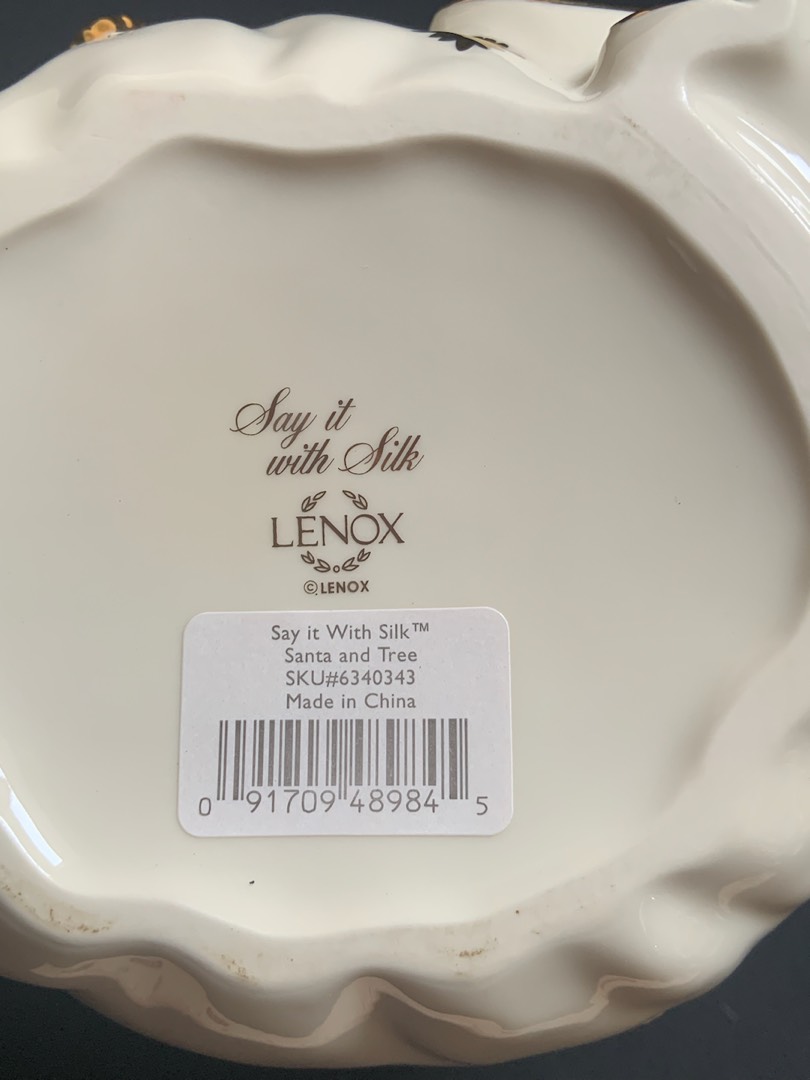 Say it
with Silk
LENOX
©LENOX
Say it With Silk™
Santa and Tree
SKU#6340343
Made in China
0 91709 48984 5